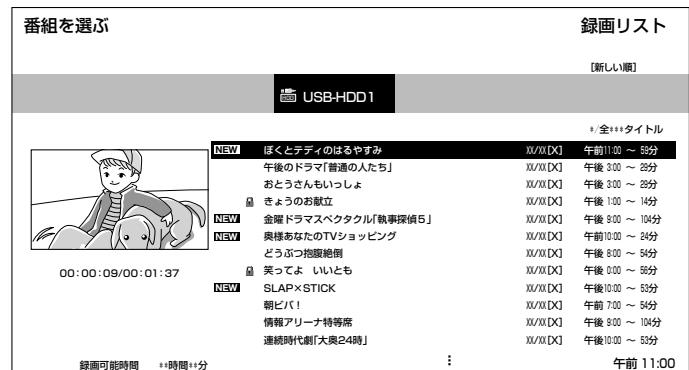 番組を選ぶ
録画リスト
[新しい順]
USB-HDD1
*/全***タイトル
NEW ぼくとテディのはるやすみ XX/XX[X] 午前11:00 ～ 59分
午後のドラマ「普通の人たち」 XX/XX[X] 午後 3:00 ～ 29分
おとうさんもいっしょ XX/XX[X] 午後 3:00 ～ 29分
きょうのお献立 XX/XX[X] 午後 1:00 ～ 14分
NEW 金曜ドラマスペクタクル「執事探偵5」 XX/XX[X] 午後 8:00 ～ 104分
NEW 奥様あなたのTVショッピング XX/XX[X] 午前10:00 ～ 24分
どうぶつ抱腹絶倒 XX/XX[X] 午後 8:00 ～ 54分
00:00:09/00:01:37
笑ってよ いいとも XX/XX[X] 午後 0:00 ～ 56分
NEW SLAP×STICK XX/XX[X] 午後10:00 ～ 53分
朝ビバ！ XX/XX[X] 午前 7:00 ～ 54分
情報アリーナ特等席 XX/XX[X] 午後 9:00 ～ 104分
連続時代劇「大奥24時」 XX/XX[X] 午後10:00 ～ 53分
録画可能時間 **時間**分
午前 11:00